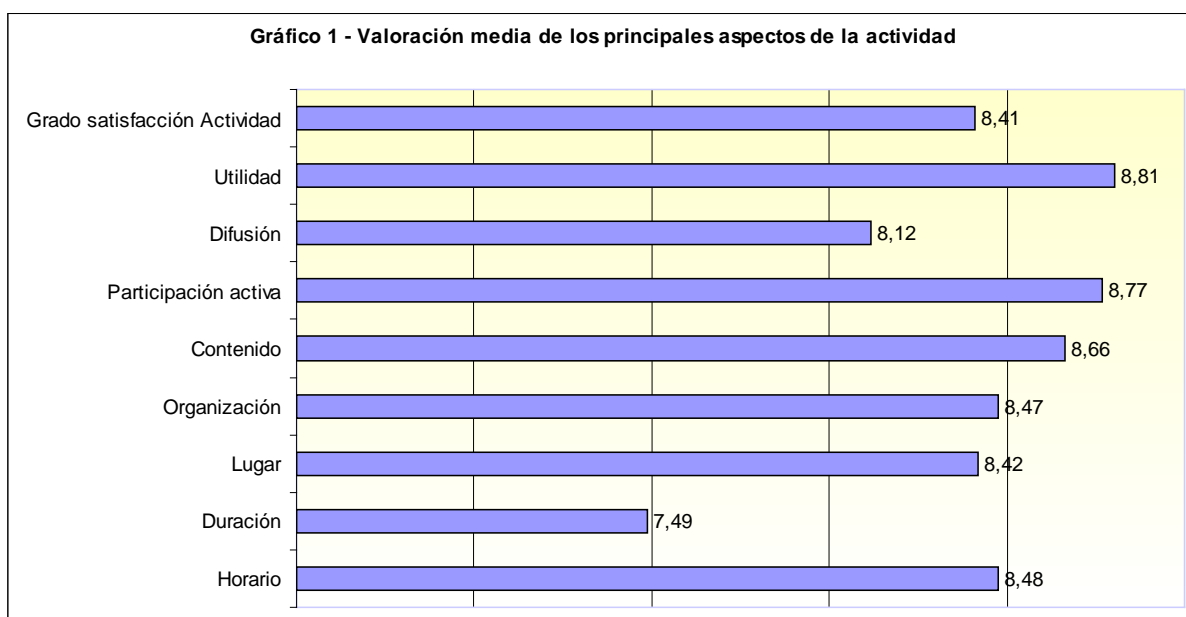 Gráfico 1 - Valoración media de los principales aspectos de la actividad
Grado satisfacción Actividad 8,41
Utilidad 8,81
Difusión 8,12
Participación activa 8,77
Contenido 8,66
Organización 8,47
Lugar 8,42
Duración 7,49
Horario 8,48